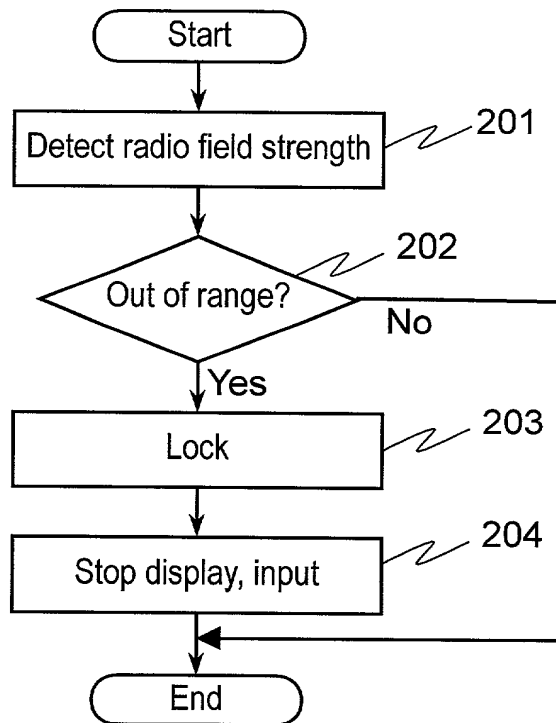 Start
Detect radio field strength
201
Out of range?
202
No
Yes
Lock
203
Stop display, input
204
End